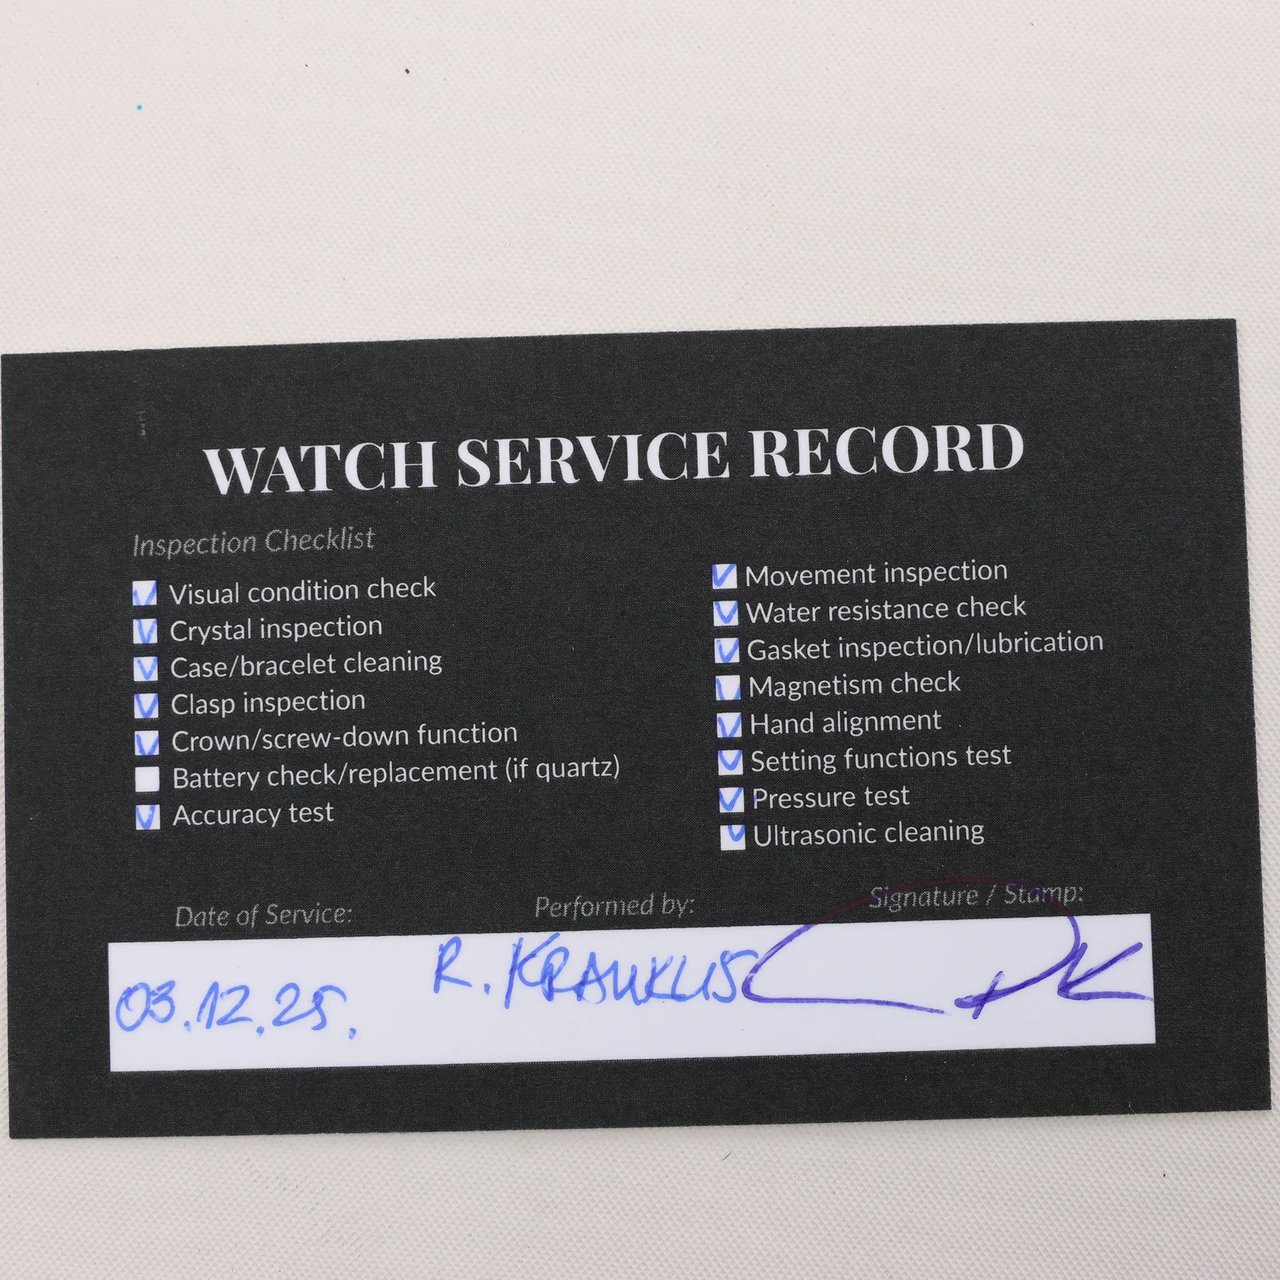 WATCH SERVICE RECORD
Inspection Checklist
Visual condition check
Crystal inspection
Case/bracelet cleaning
Clasp inspection
Crown/screw-down function
Battery check/replacement (if quartz)
Accuracy test
Movement inspection
Water resistance check
Gasket inspection/lubrication
Magnetism check
Hand alignment
Setting functions test
Pressure test
Ultrasonic cleaning
Date of Service: Performed by: Signature / Stamp:
03.12.25. R.